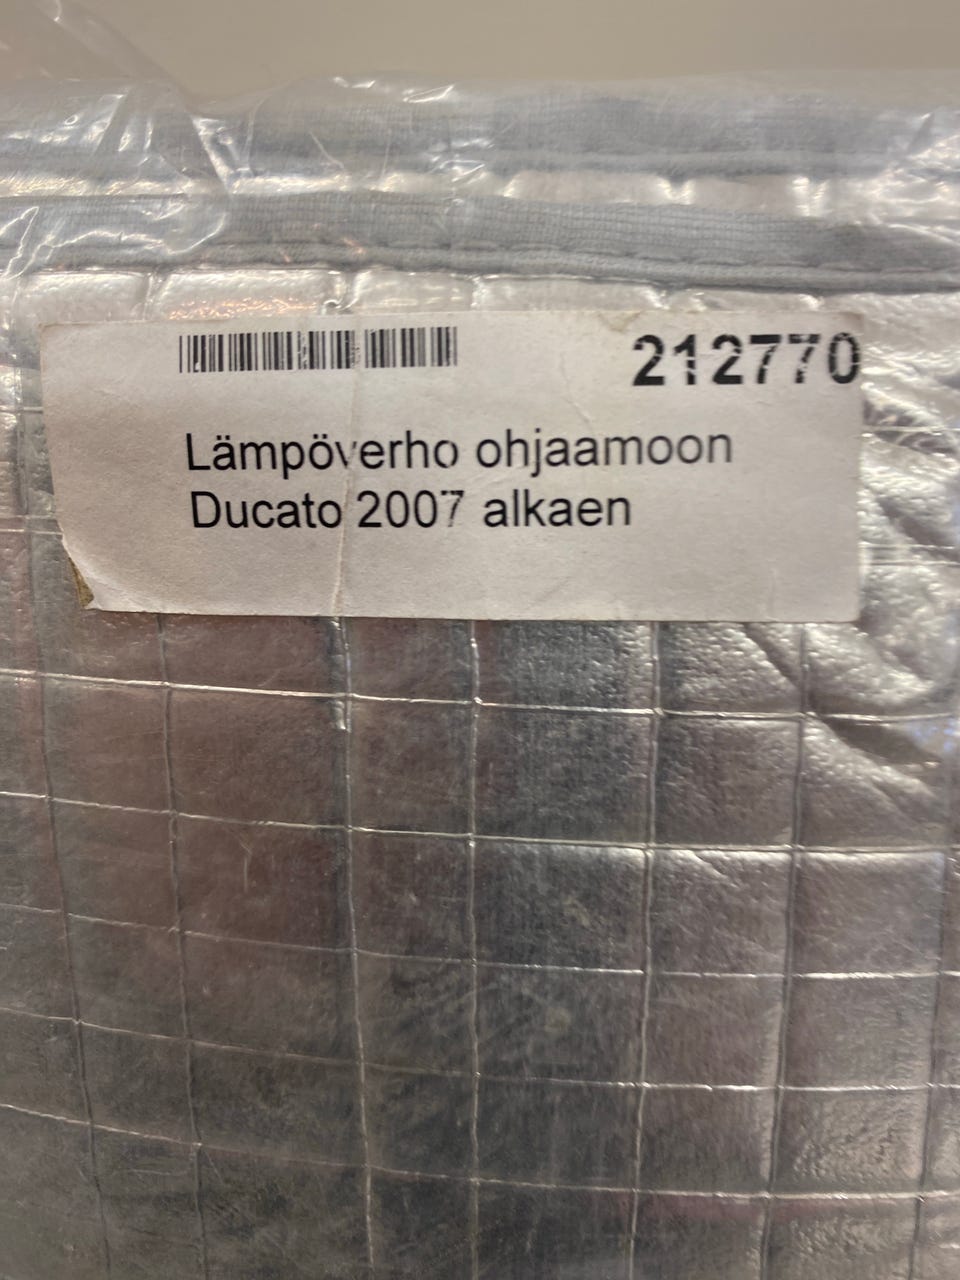 212770
Lämpöverho ohjaamoon
Ducato 2007 alkaen